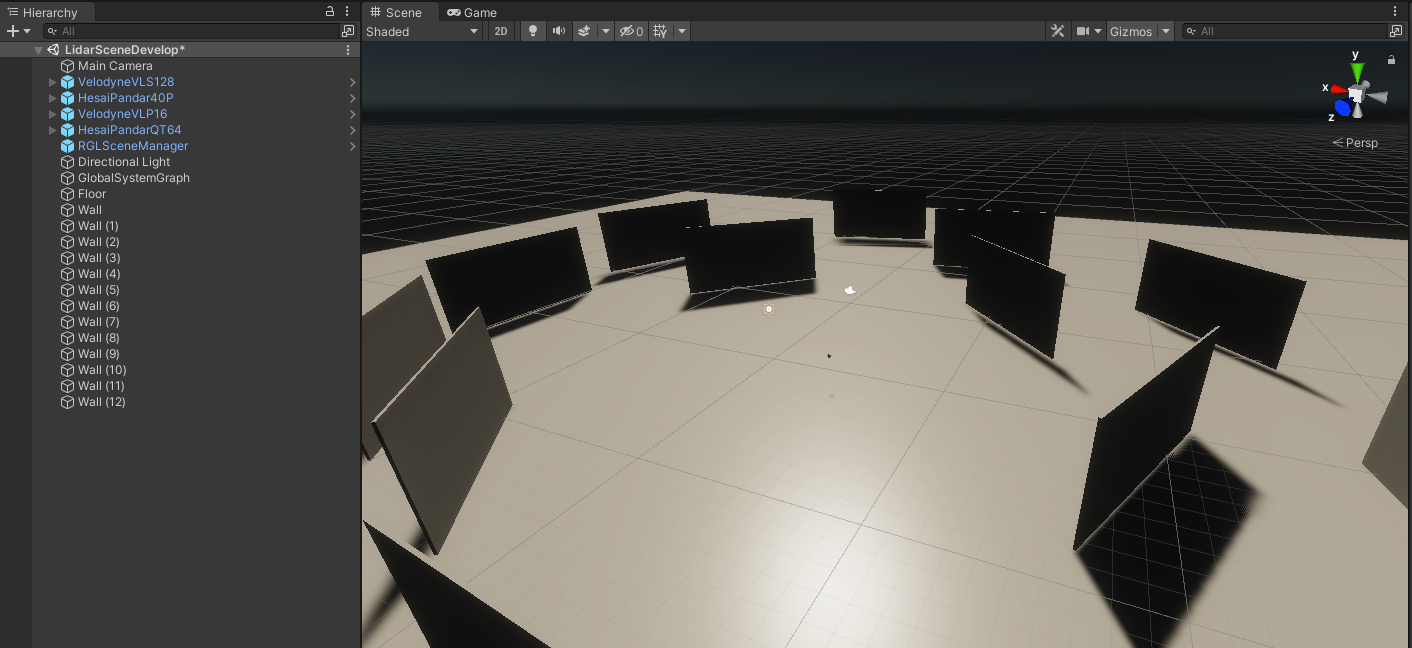 Hierarchy
All
LidarSceneDevelop*
Main Camera
VelodyneVLS128
HesaiPandar40P
VelodyneVLP16
HesaiPandarQT64
RGLSceneManager
Directional Light
GlobalSystemGraph
Floor
Wall
Wall (1)
Wall (2)
Wall (3)
Wall (4)
Wall (5)
Wall (6)
Wall (7)
Wall (8)
Wall (9)
Wall (10)
Wall (11)
Wall (12)
Scene Game
Shaded 2D 0 Gizmos All
y
x
z
Persp